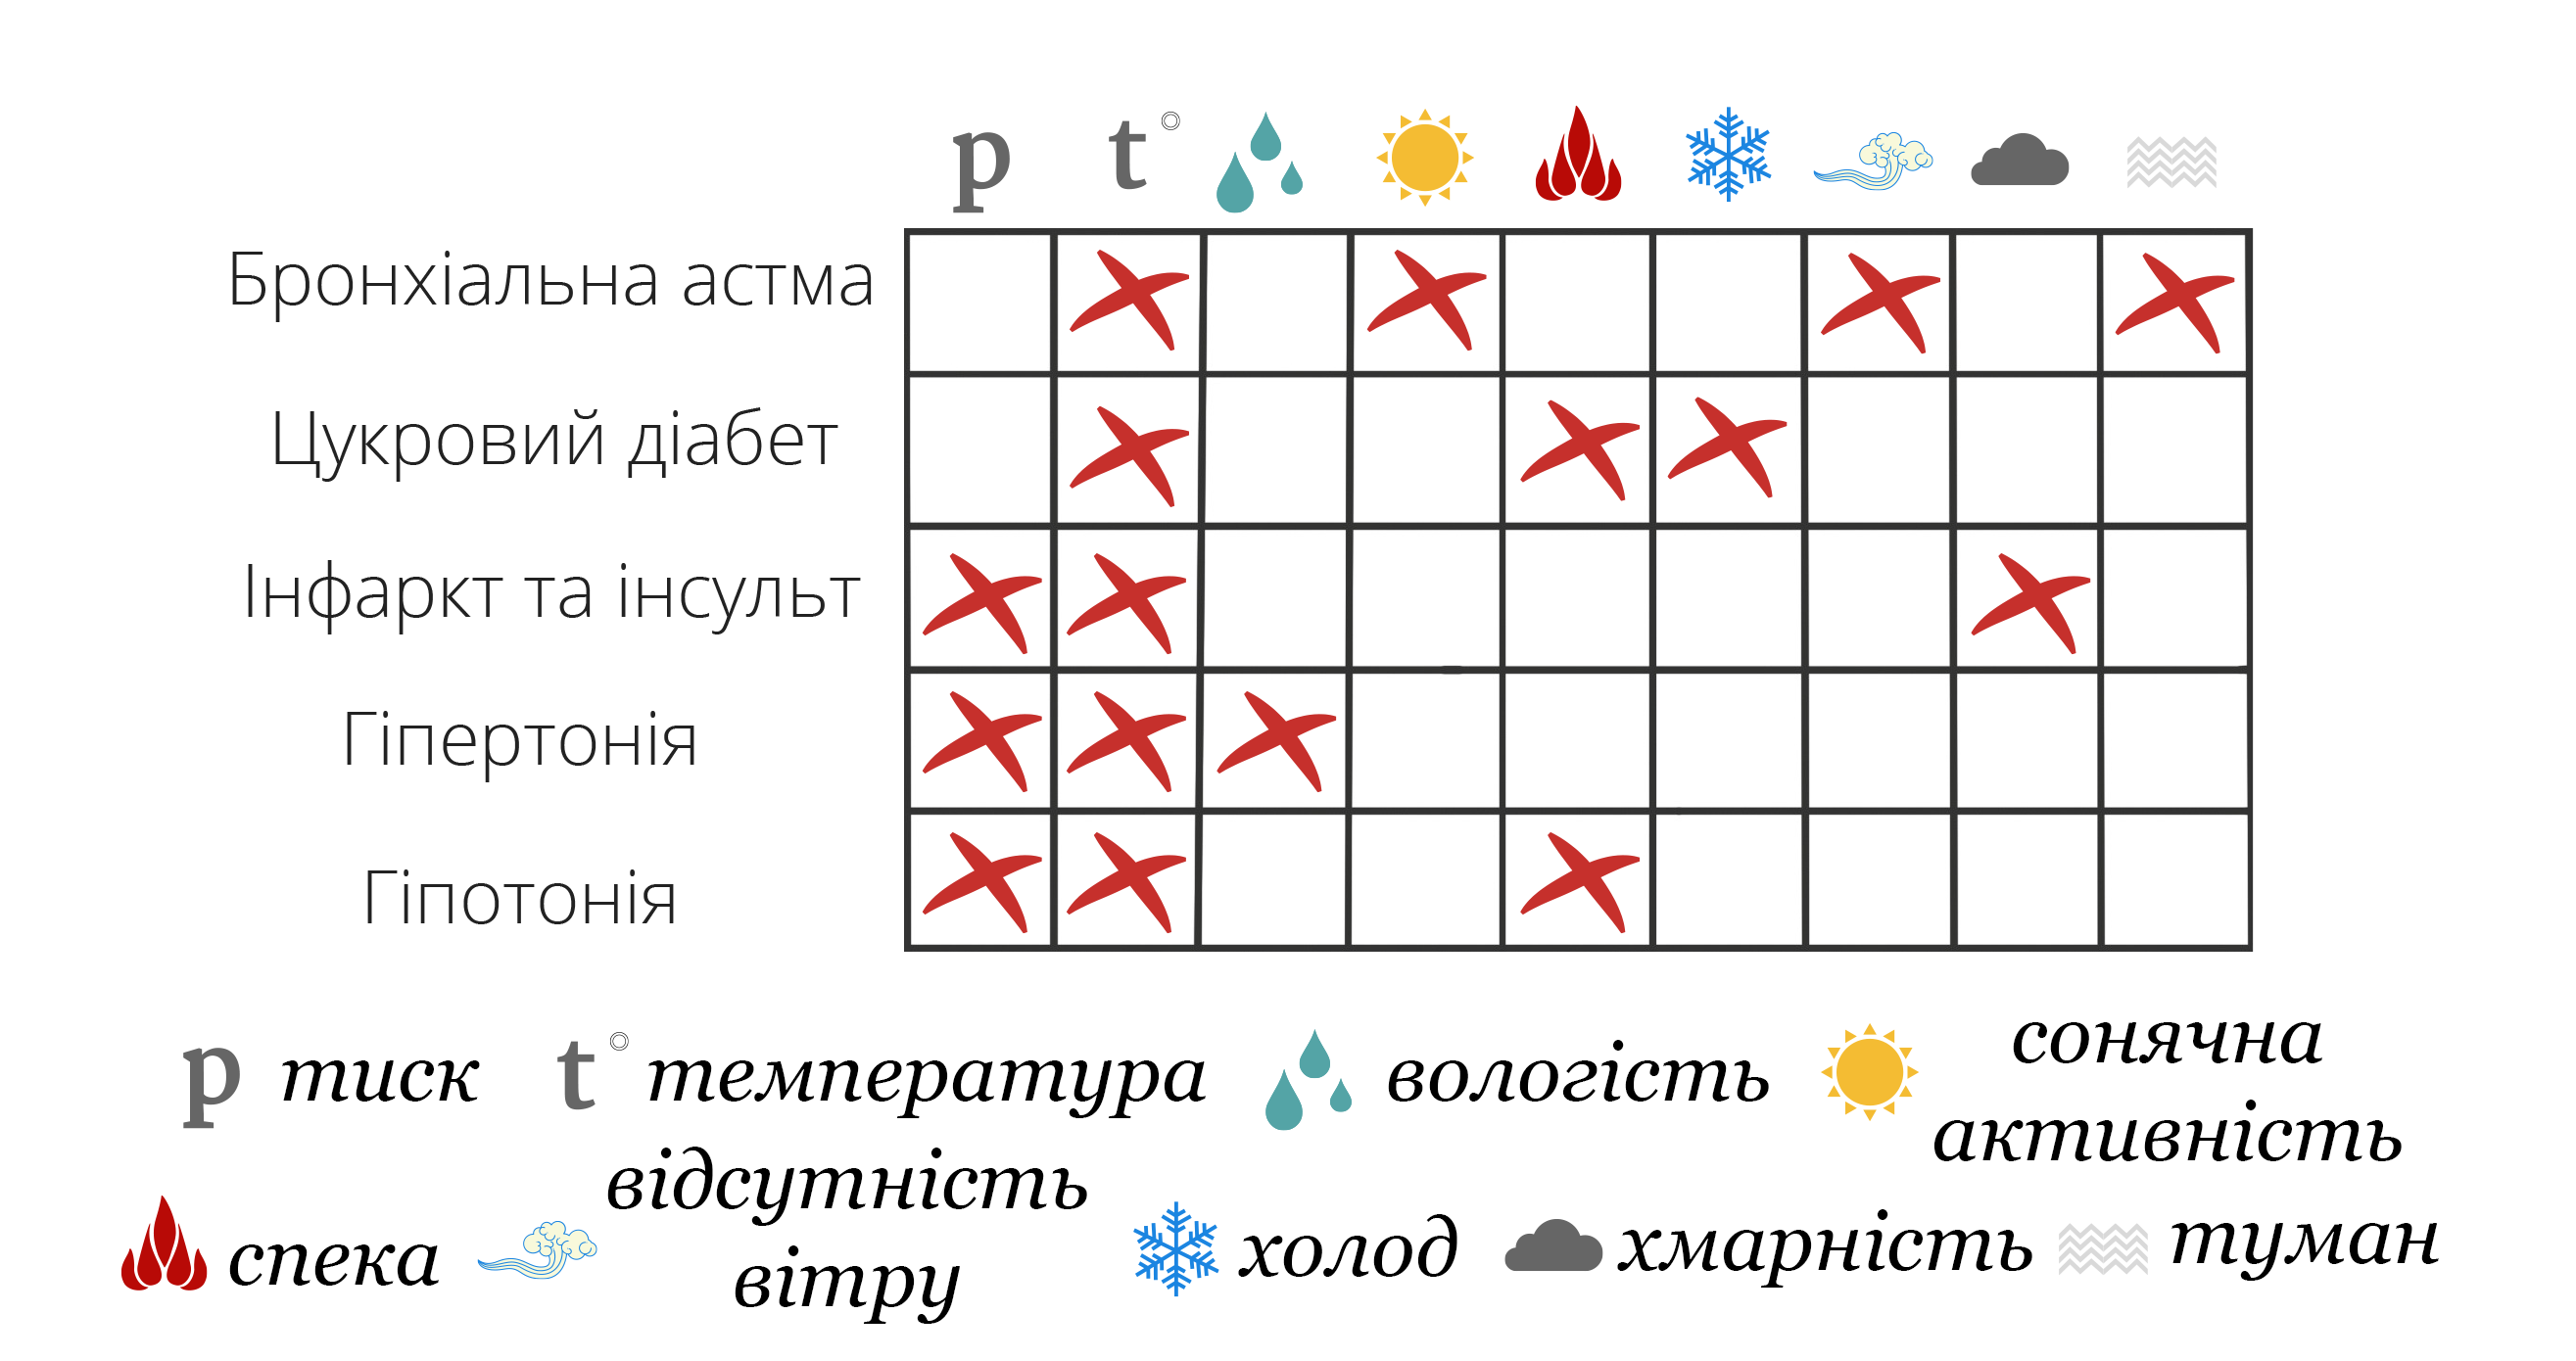 p t°
Бронхіальна астма
Цукровий діабет
Інфаркт та інсульт
Гіпертонія
Гіпотонія
p тиск t° температура вологість сонячна
активність
спека відсутність
вітру
холод хмарність туман